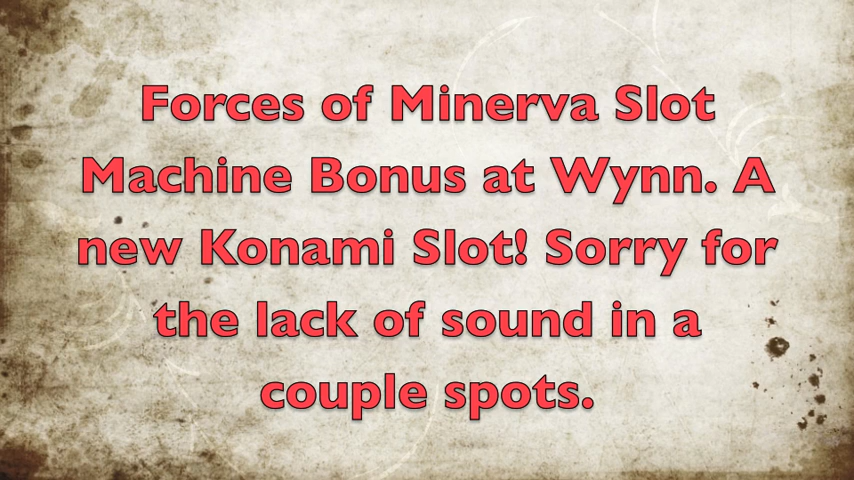 Forces of Minerva Slot
Machine Bonus at Wynn. A
new Konami Slot! Sorry for
the lack of sound in a
couple spots.